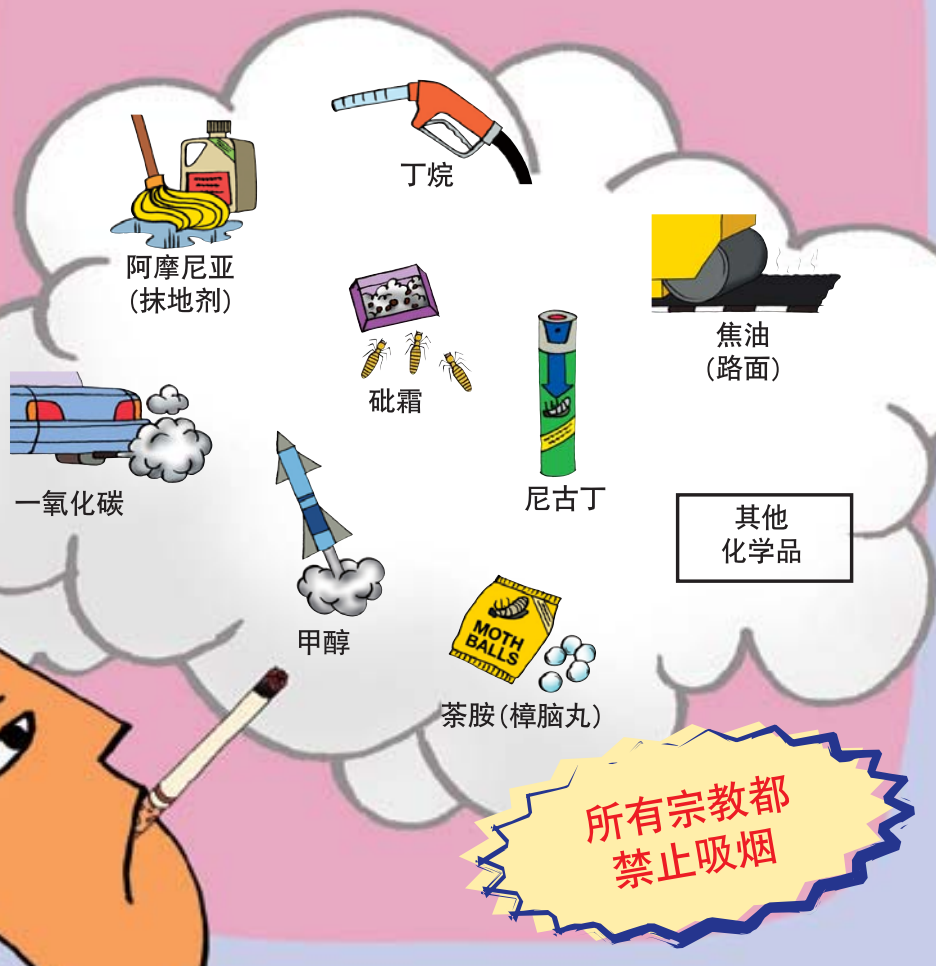 丁烷
阿摩尼亚
(抹地剂)
焦油
(路面)
砒霜
一氧化碳
尼古丁
其他
化学品
甲醇
MOTH
BALLS
萘胺(樟脑丸)
所有宗教都
禁止吸烟